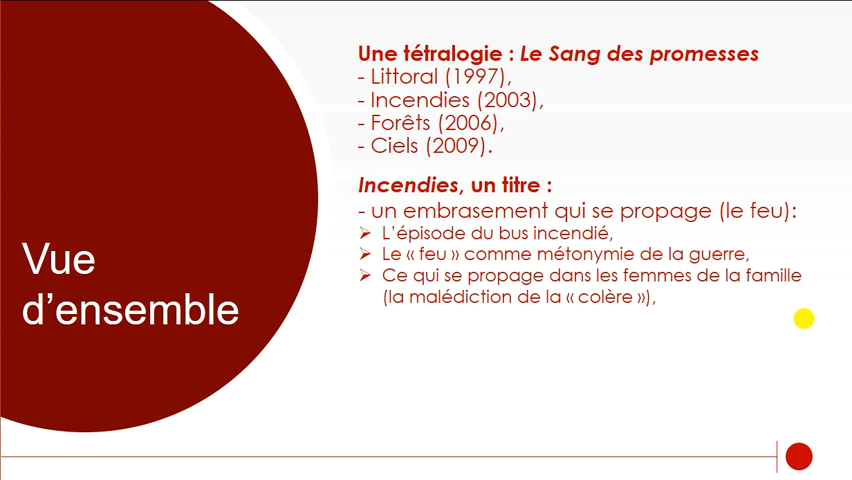 Vue
d'ensemble
Une tétralogie : Le Sang des promesses
- Littoral (1997),
- Incendies (2003),
- Forêts (2006),
- Ciels (2009).
Incendies, un titre :
- un embrasement qui se propage (le feu):
➢ L'épisode du bus incendié,
➢ Le « feu » comme métonymie de la guerre,
➢ Ce qui se propage dans les femmes de la famille
(la malédiction de la « colère »),